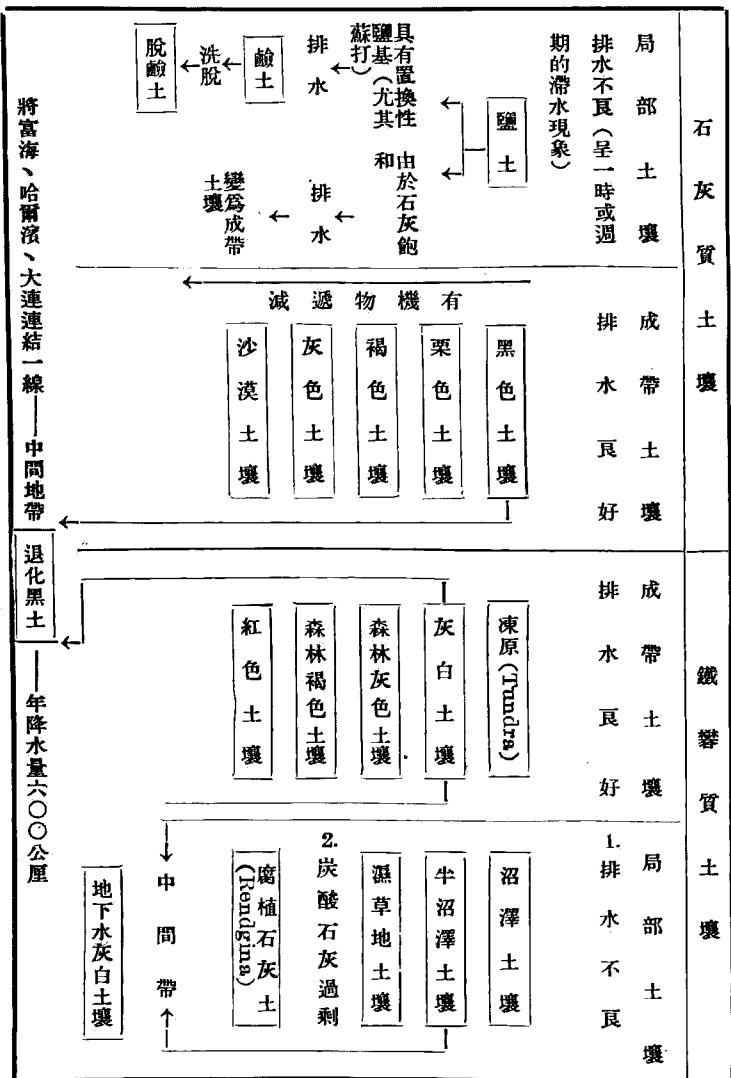 石灰質土壤
局部土壤
排水不良（呈一時或週
期的滯水現象）
鹽土
具有置換性
鹽基（尤其
蘇打）
排水
鹼土
洗脫
脫鹼土
由於石灰飽
和
排水
變爲成帶
土壤
成帶土壤
排水良好
有機物遞減
黑色土壤
栗色土壤
褐色土壤
灰色土壤
沙漠土壤
鐵礬質土壤
成帶土壤
排水良好
凍原(Tundra)
灰白土壤
森林灰色土壤
森林褐色土壤
紅色土壤
局部土壤
1.排水不良
沼澤土壤
半沼澤土壤
濕草地土壤
2.炭酸石灰過剩
腐植石灰土
(Rendgina)
中間帶
地下水灰白土壤
將富海、哈爾濱、大連連結一線——中間地帶 退化黑土 ——年降水量六〇〇公厘